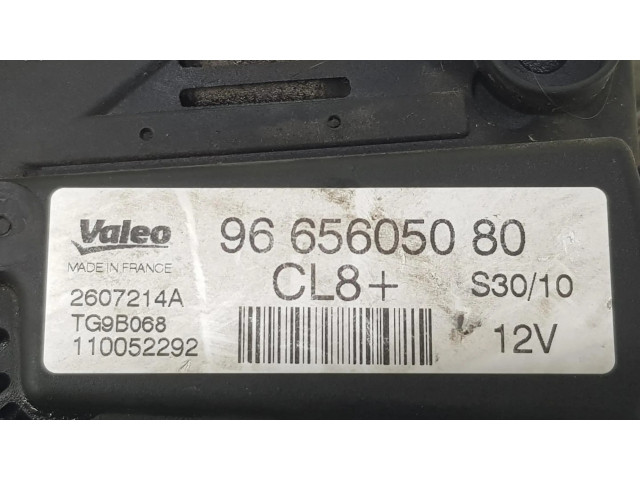 Valeo
MADE IN FRANCE
96 656050 80
CL8+
S30/10
2607214A
TG9B068
110052292
12V